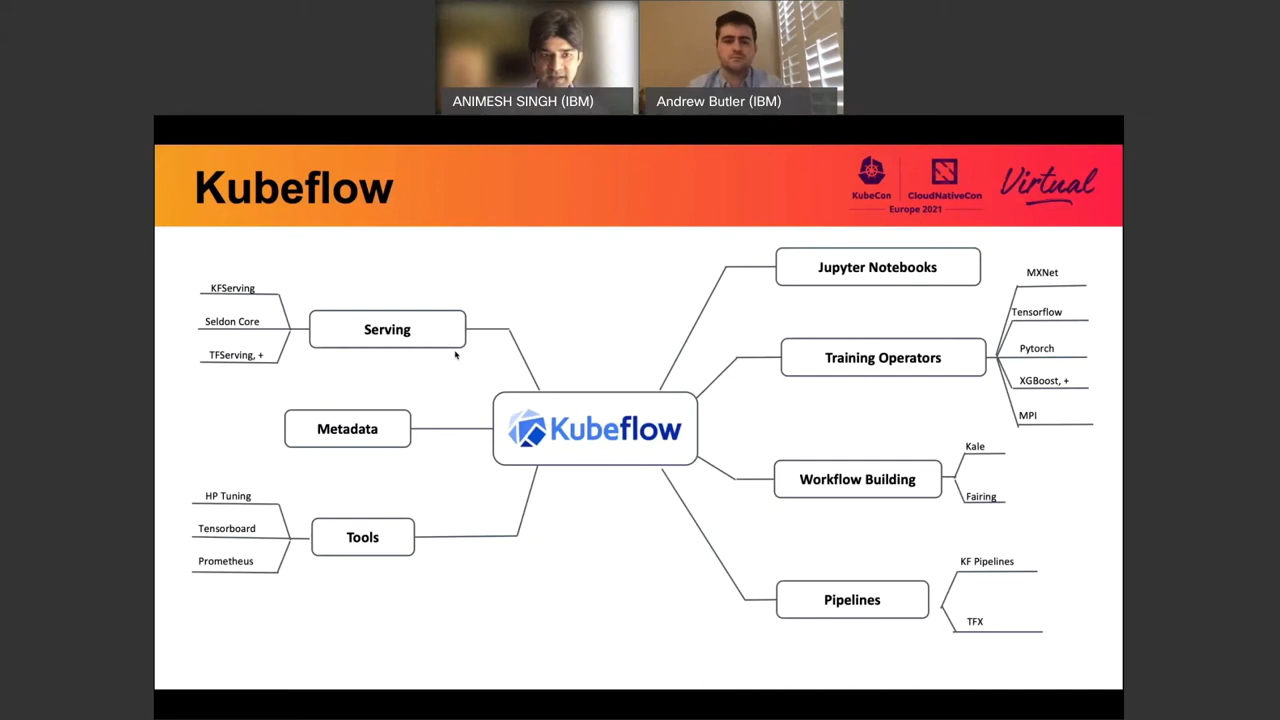 ANIMESH SINGH (IBM)
Andrew Butler (IBM)
Kubeflow
KubeCon
CloudNativeCon
Europe 2021
Virtual
KFServing
Seldon Core
TFServing, +
Serving
Metadata
HP Tuning
Tensorboard
Prometheus
Tools
Kubeflow
Jupyter Notebooks
Training Operators
MXNet
Tensorflow
Pytorch
XGBoost, +
MPI
Workflow Building
Kale
Fairing
Pipelines
KF Pipelines
TFX